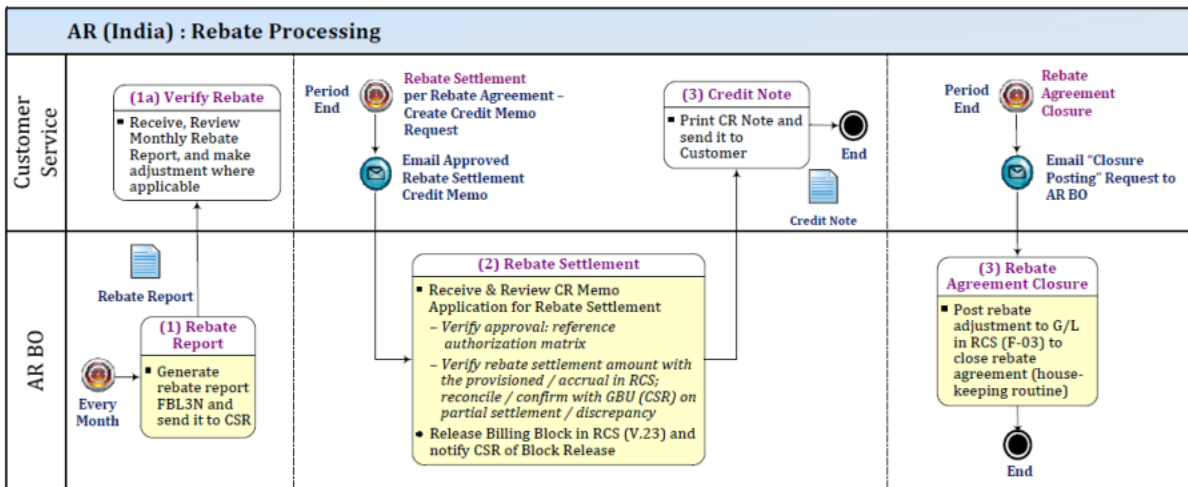 AR (India) : Rebate Processing
Customer
Service
(1a) Verify Rebate
▪ Receive, Review
Monthly Rebate
Report, and make
adjustment where
applicable
Period
End
Rebate Settlement
per Rebate Agreement –
Create Credit Memo
Request
Email Approved
Rebate Settlement
Credit Memo
(3) Credit Note
▪ Print CR Note and
send it to
Customer
End
Credit Note
Period
End
Rebate
Agreement
Closure
Email “Closure
Posting” Request to
AR BO
AR BO
Rebate Report
Every
Month
(1) Rebate
Report
▪ Generate
rebate report
FBL3N and
send it to CSR
(2) Rebate Settlement
▪ Receive & Review CR Memo
Application for Rebate Settlement
– Verify approval: reference
authorization matrix
– Verify rebate settlement amount with
the provisioned / accrual in RCS;
reconcile / confirm with GBU (CSR) on
partial settlement / discrepancy
▪ Release Billing Block in RCS (V.23) and
notify CSR of Block Release
(3) Rebate
Agreement Closure
▪ Post rebate
adjustment to G/L
in RCS (F-03) to
close rebate
agreement (house-
keeping routine)
End